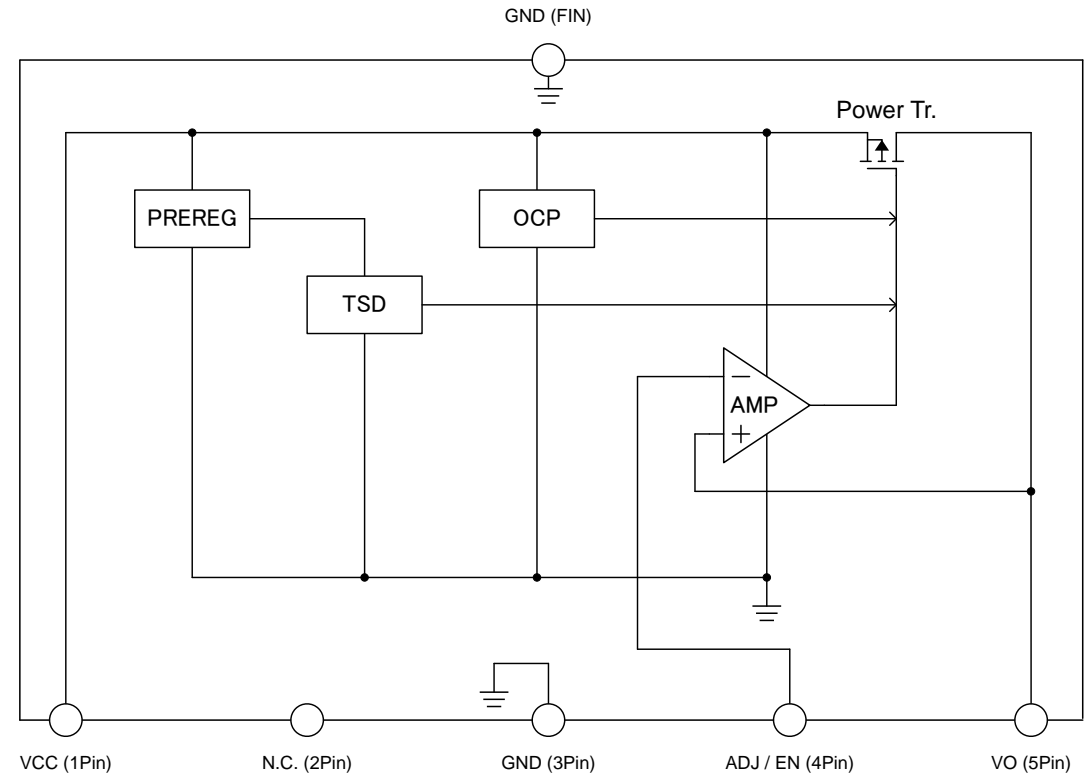 GND (FIN)
Power Tr.
PREREG
OCP
TSD
−
AMP
+
VCC (1Pin)
N.C. (2Pin)
GND (3Pin)
ADJ / EN (4Pin)
VO (5Pin)